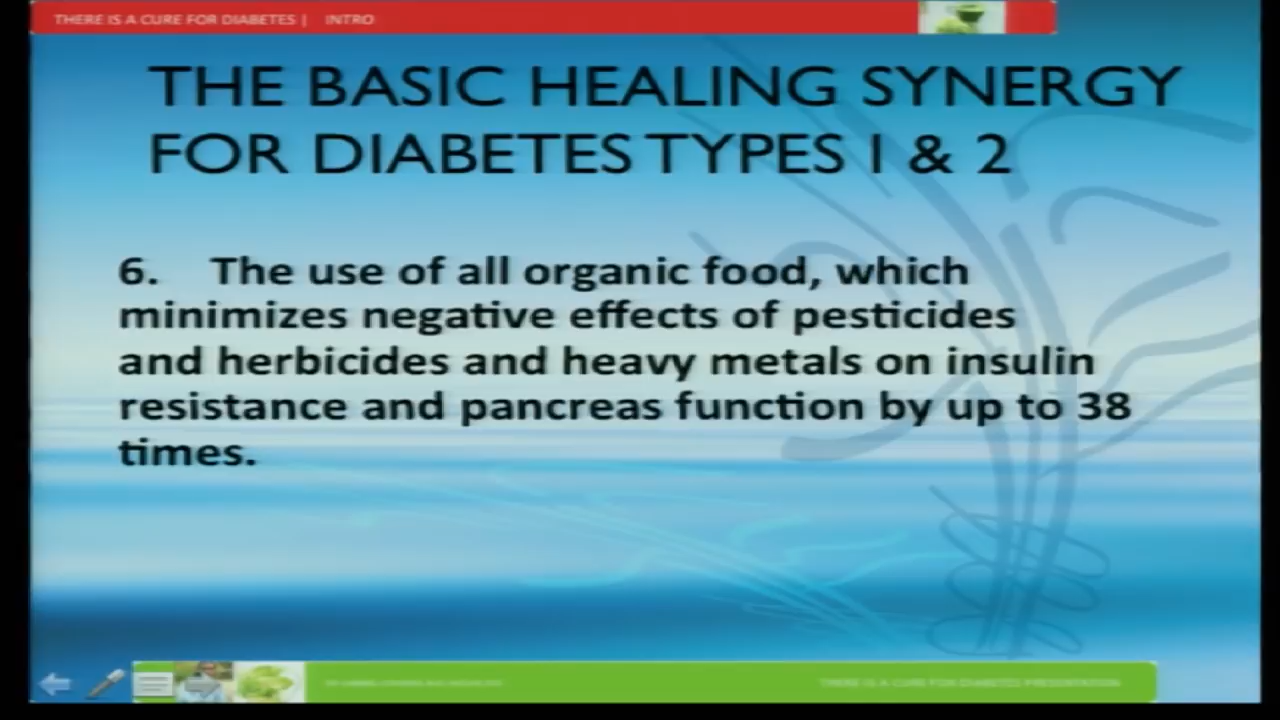 THERE IS A CURE FOR DIABETES | INTRO
THE BASIC HEALING SYNERGY
FOR DIABETES TYPES 1 & 2
6. The use of all organic food, which
minimizes negative effects of pesticides
and herbicides and heavy metals on insulin
resistance and pancreas function by up to 38
times.
THERE IS A CURE FOR DIABETES PRESENTATION